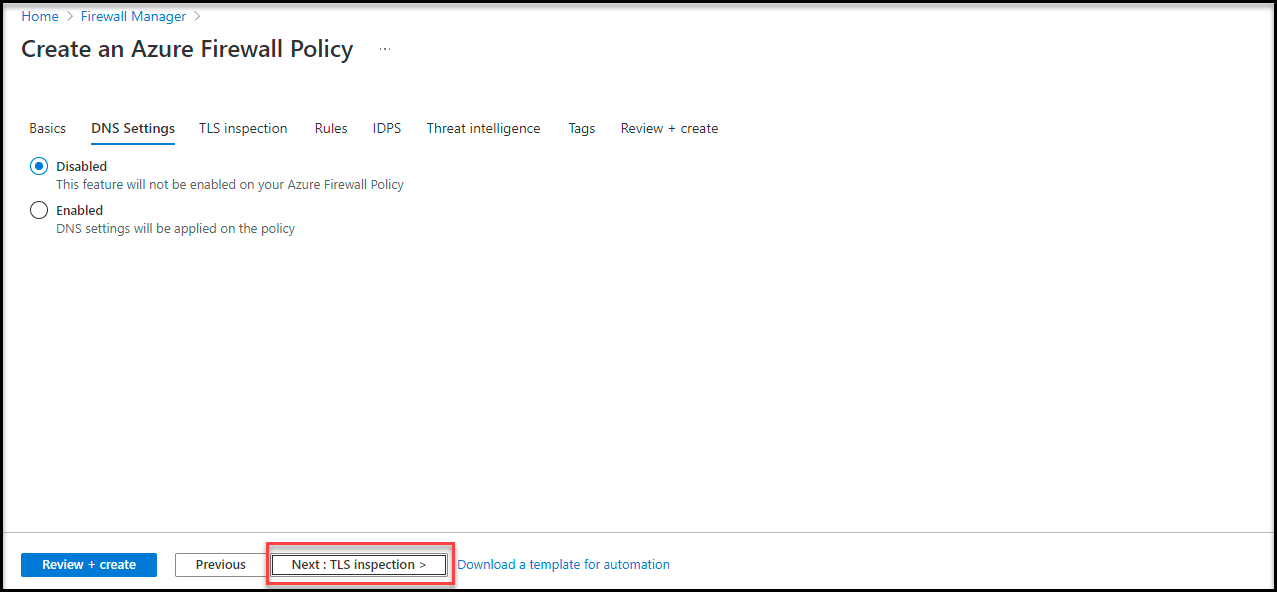 Home > Firewall Manager >
Create an Azure Firewall Policy ...
Basics DNS Settings TLS inspection Rules IDPS Threat intelligence Tags Review + create
Disabled
This feature will not be enabled on your Azure Firewall Policy
Enabled
DNS settings will be applied on the policy
Review + create Previous Next : TLS inspection > Download a template for automation